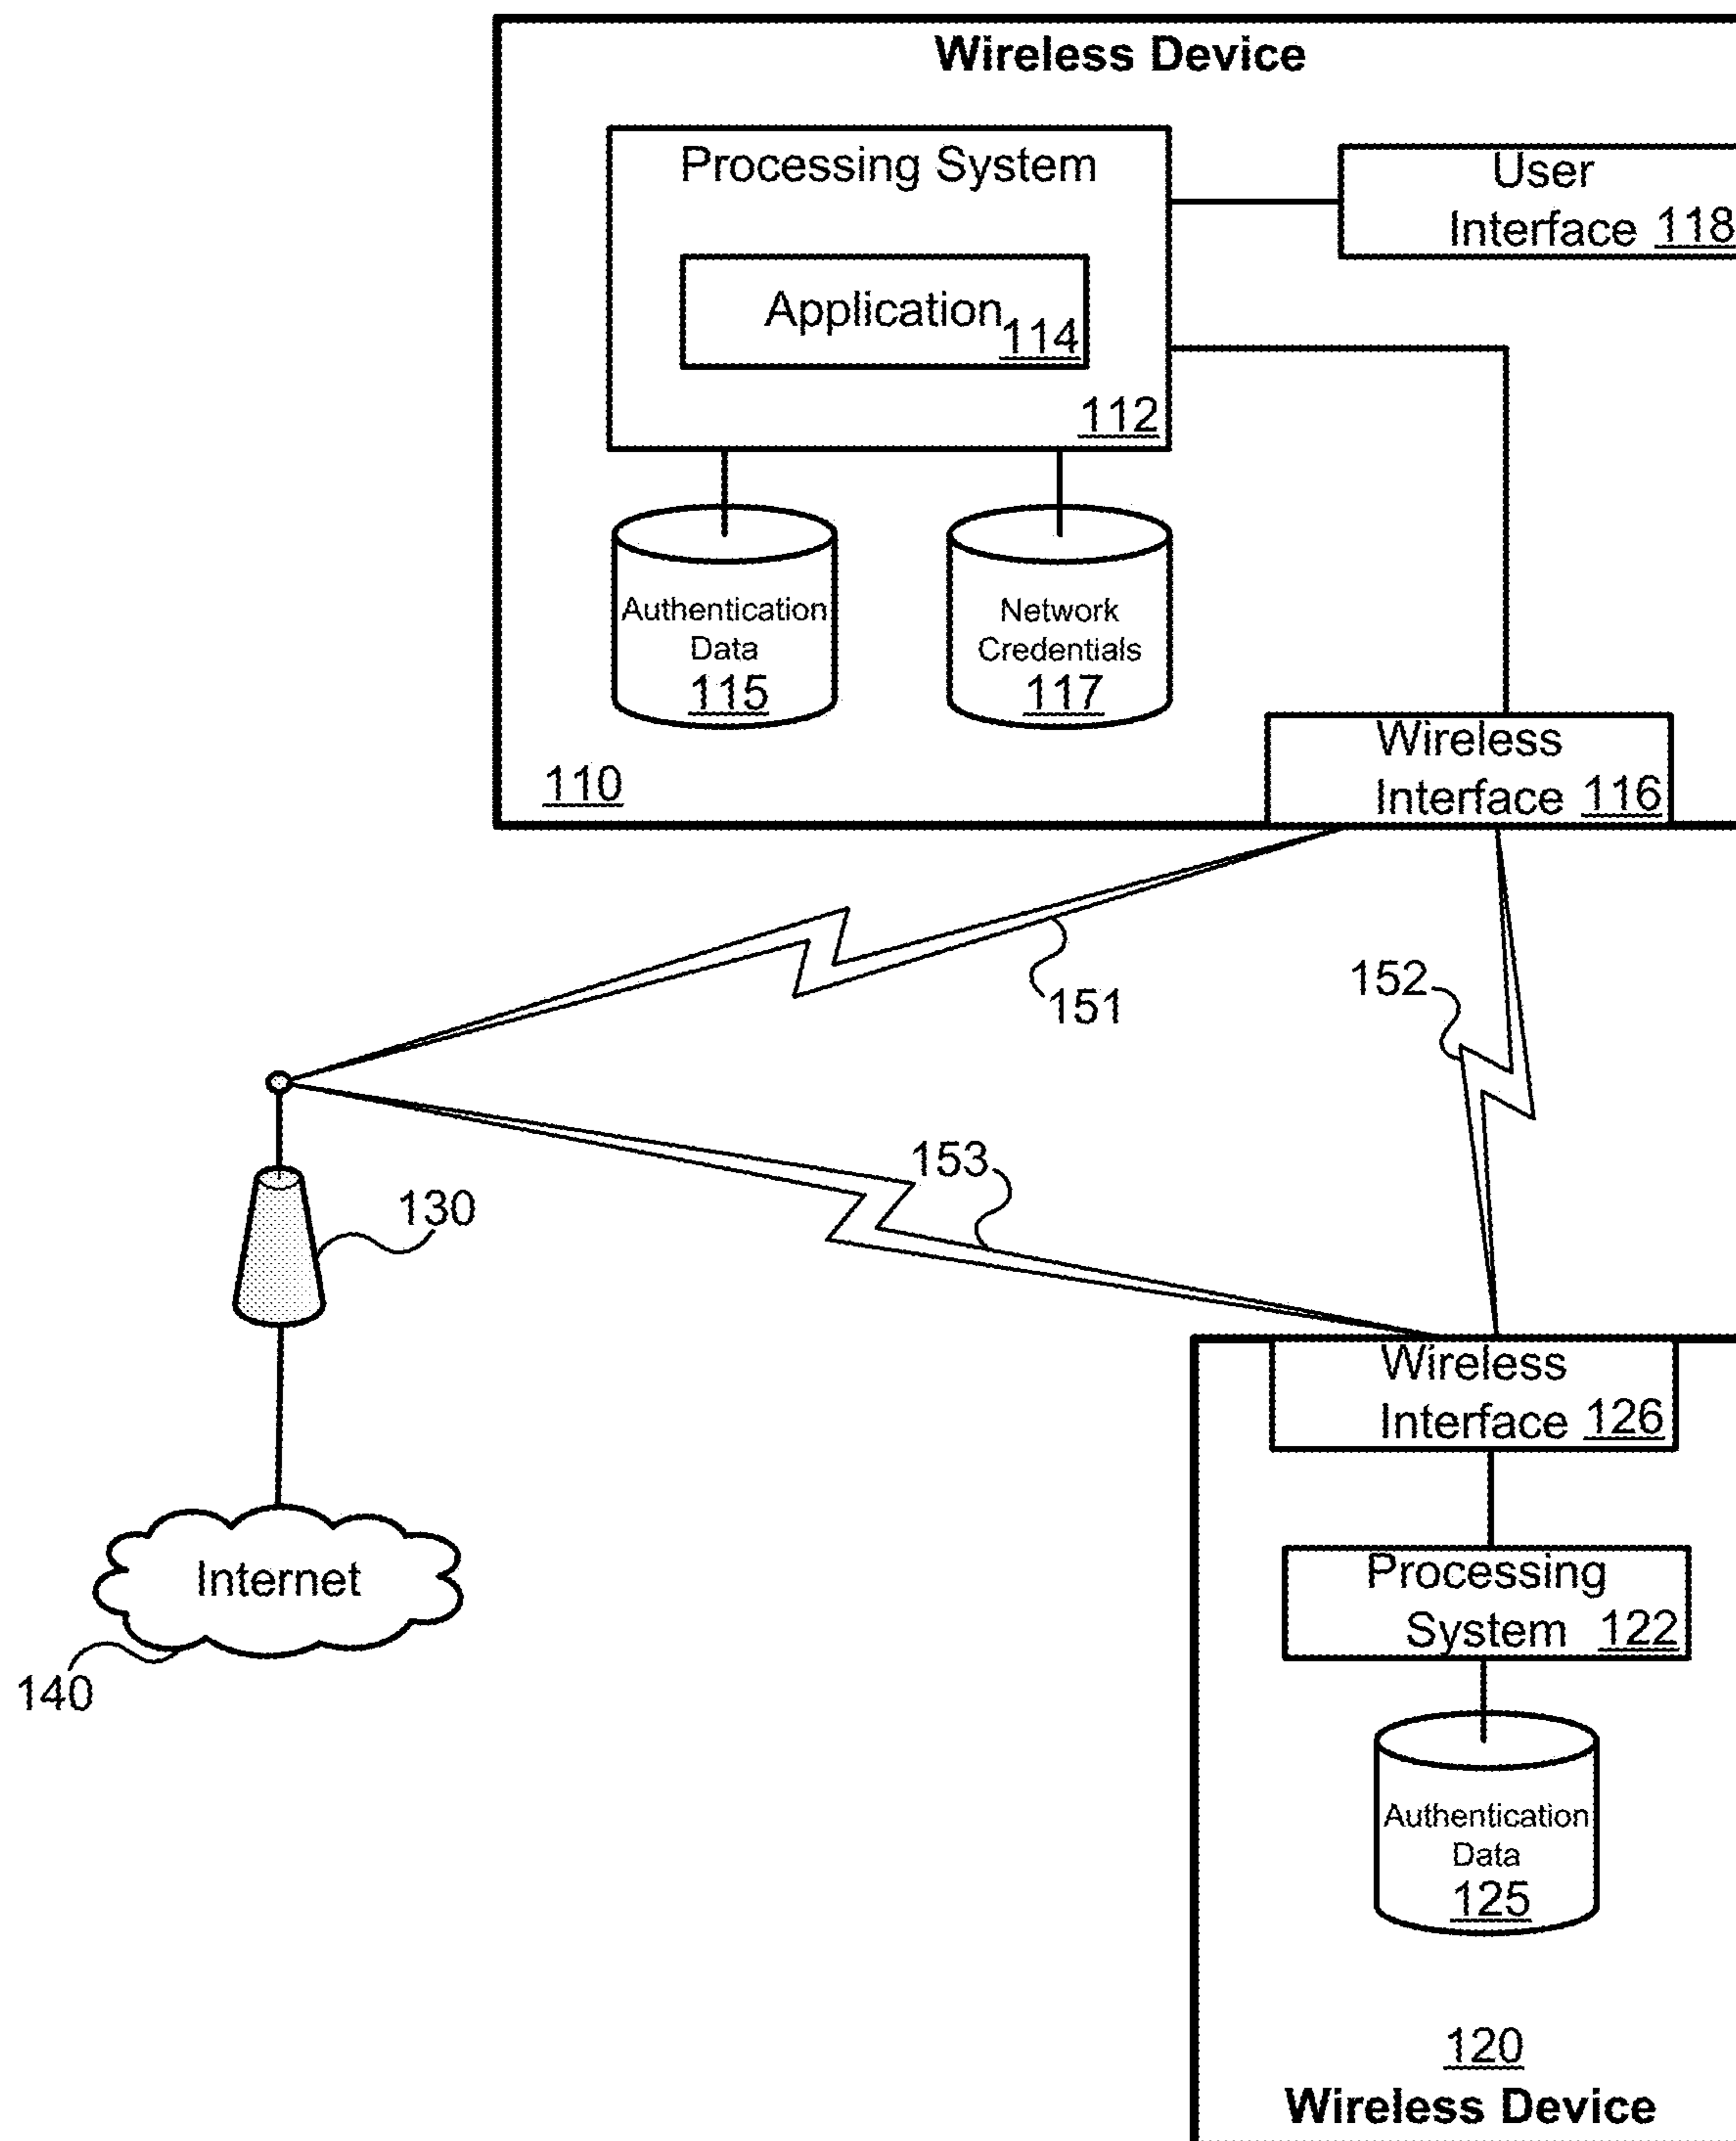 Wireless Device
Processing System
User
Interface 118
Application 114
112
Authentication
Data
115
Network
Credentials
117
110
Wireless
Interface 116
151
152
153
130
Wireless
Interface 126
Internet
140
Processing
System 122
Authentication
Data
125
120
Wireless Device